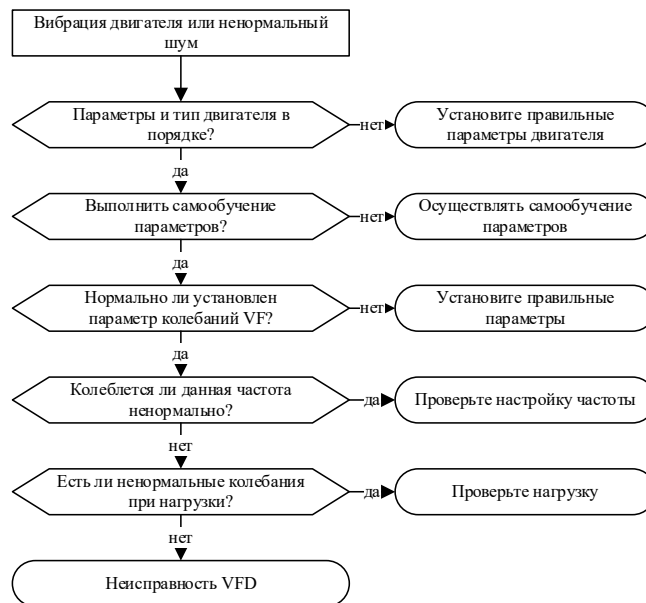 Вибрация двигателя или ненормальный
шум
Параметры и тип двигателя в
порядке?
нет
Установите правильные
параметры двигателя
да
Выполнить самообучение
параметров?
нет
Осуществлять самообучение
параметров
да
Нормально ли установлен
параметр колебаний VF?
нет
Установите правильные
параметры
да
Колеблется ли данная частота
ненормально?
да
Проверьте настройку частоты
нет
Есть ли ненормальные колебания
при нагрузки?
да
Проверьте нагрузку
нет
Неисправность VFD